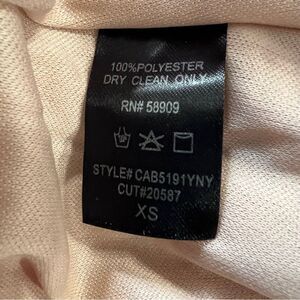 100%POLYESTER
DRY CLEAN ONLY
RN# 58909
STYLE# CAB5191YNY
CUT#20587
XS